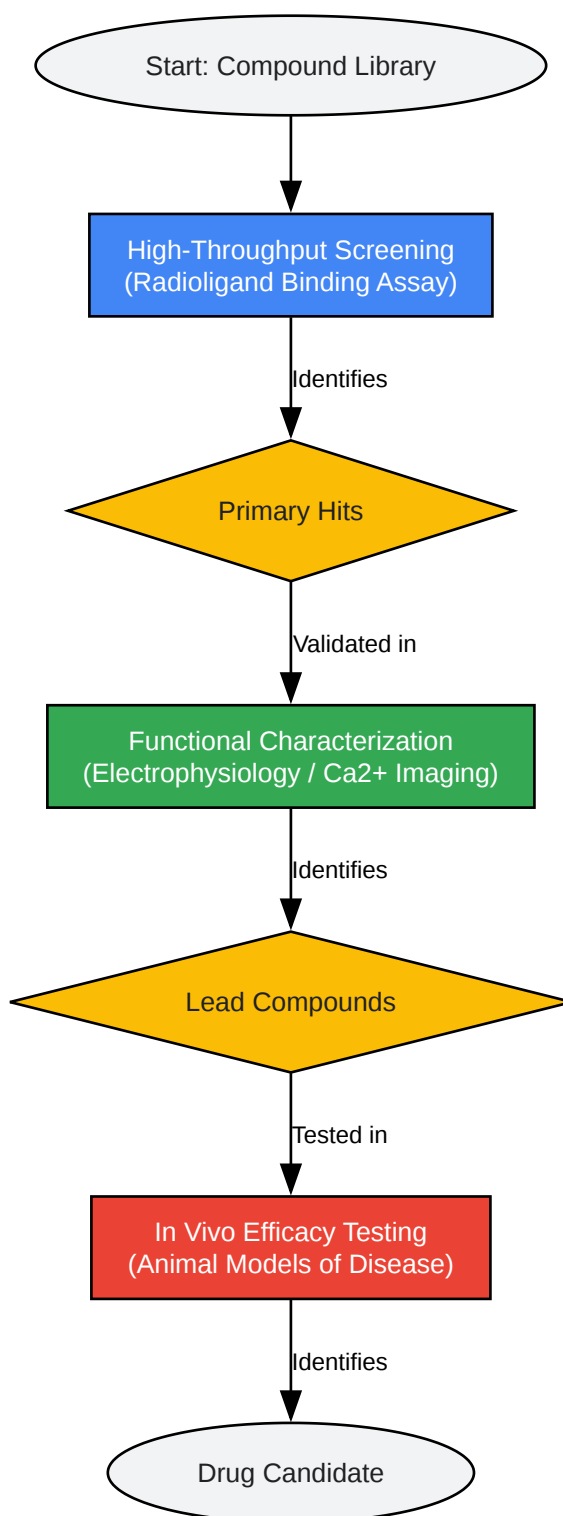 Start: Compound Library
High-Throughput Screening
(Radioligand Binding Assay)
Identifies
Primary Hits
Validated in
Functional Characterization
(Electrophysiology / Ca2+ Imaging)
Identifies
Lead Compounds
Tested in
In Vivo Efficacy Testing
(Animal Models of Disease)
Identifies
Drug Candidate